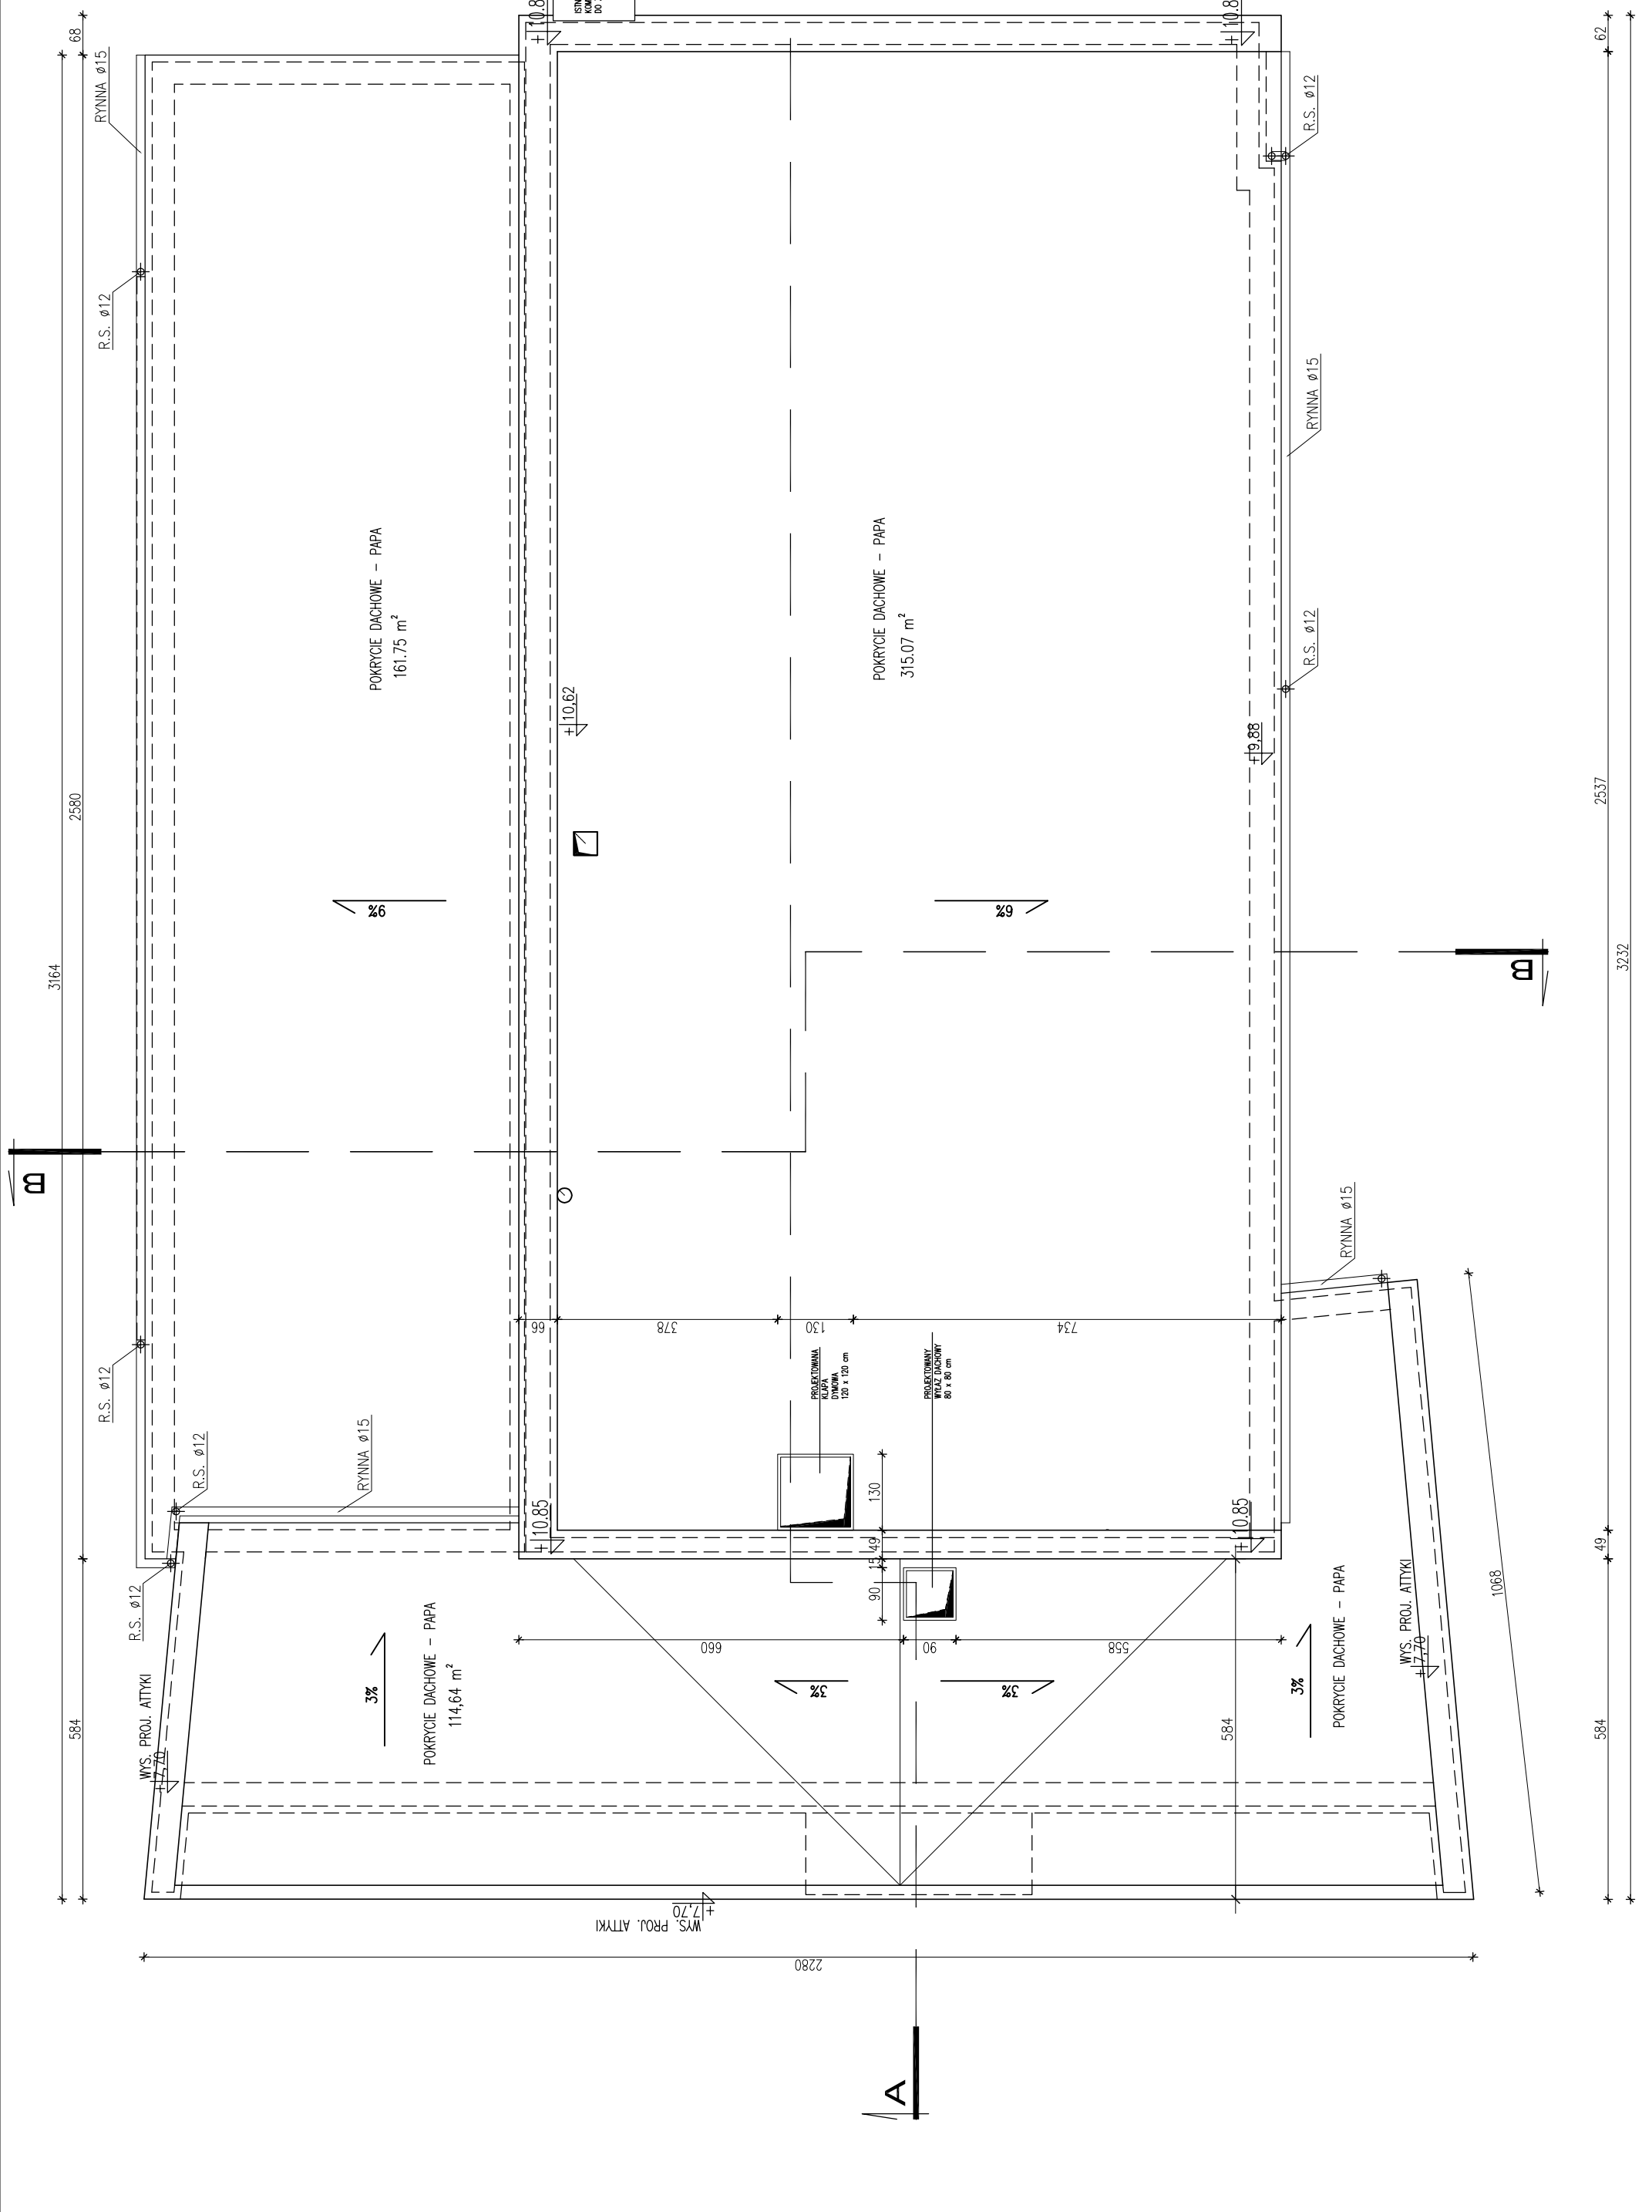 68
62
RYNNA ø15
R.S. ø12
R.S. ø12
RYNNA ø15
POKRYCIE DACHOWE - PAPA
161.75 m²
POKRYCIE DACHOWE - PAPA
315.07 m²
+10,62
+9,88
R.S. ø12
2580
2537
3164
3232
9%
6%
B
B
RYNNA ø15
66
378
130
734
PROJEKTOWANA
KLAPA
DYMOWA
120 x 120 cm
PROJEKTOWANY
WYŁAZ DACHOWY
80 x 80 cm
R.S. ø12
R.S. ø12
RYNNA ø15
+10.85
+10.85
130
49
15
90
49
R.S. ø12
660
90
558
1068
WYS. PROJ. ATTYKI
+7,70
3%
POKRYCIE DACHOWE - PAPA
114,64 m²
3%
3%
3%
POKRYCIE DACHOWE - PAPA
WYS. PROJ. ATTYKI
+7,70
584
584
584
WYS. PROJ. ATTYKI
+7,70
2280
A